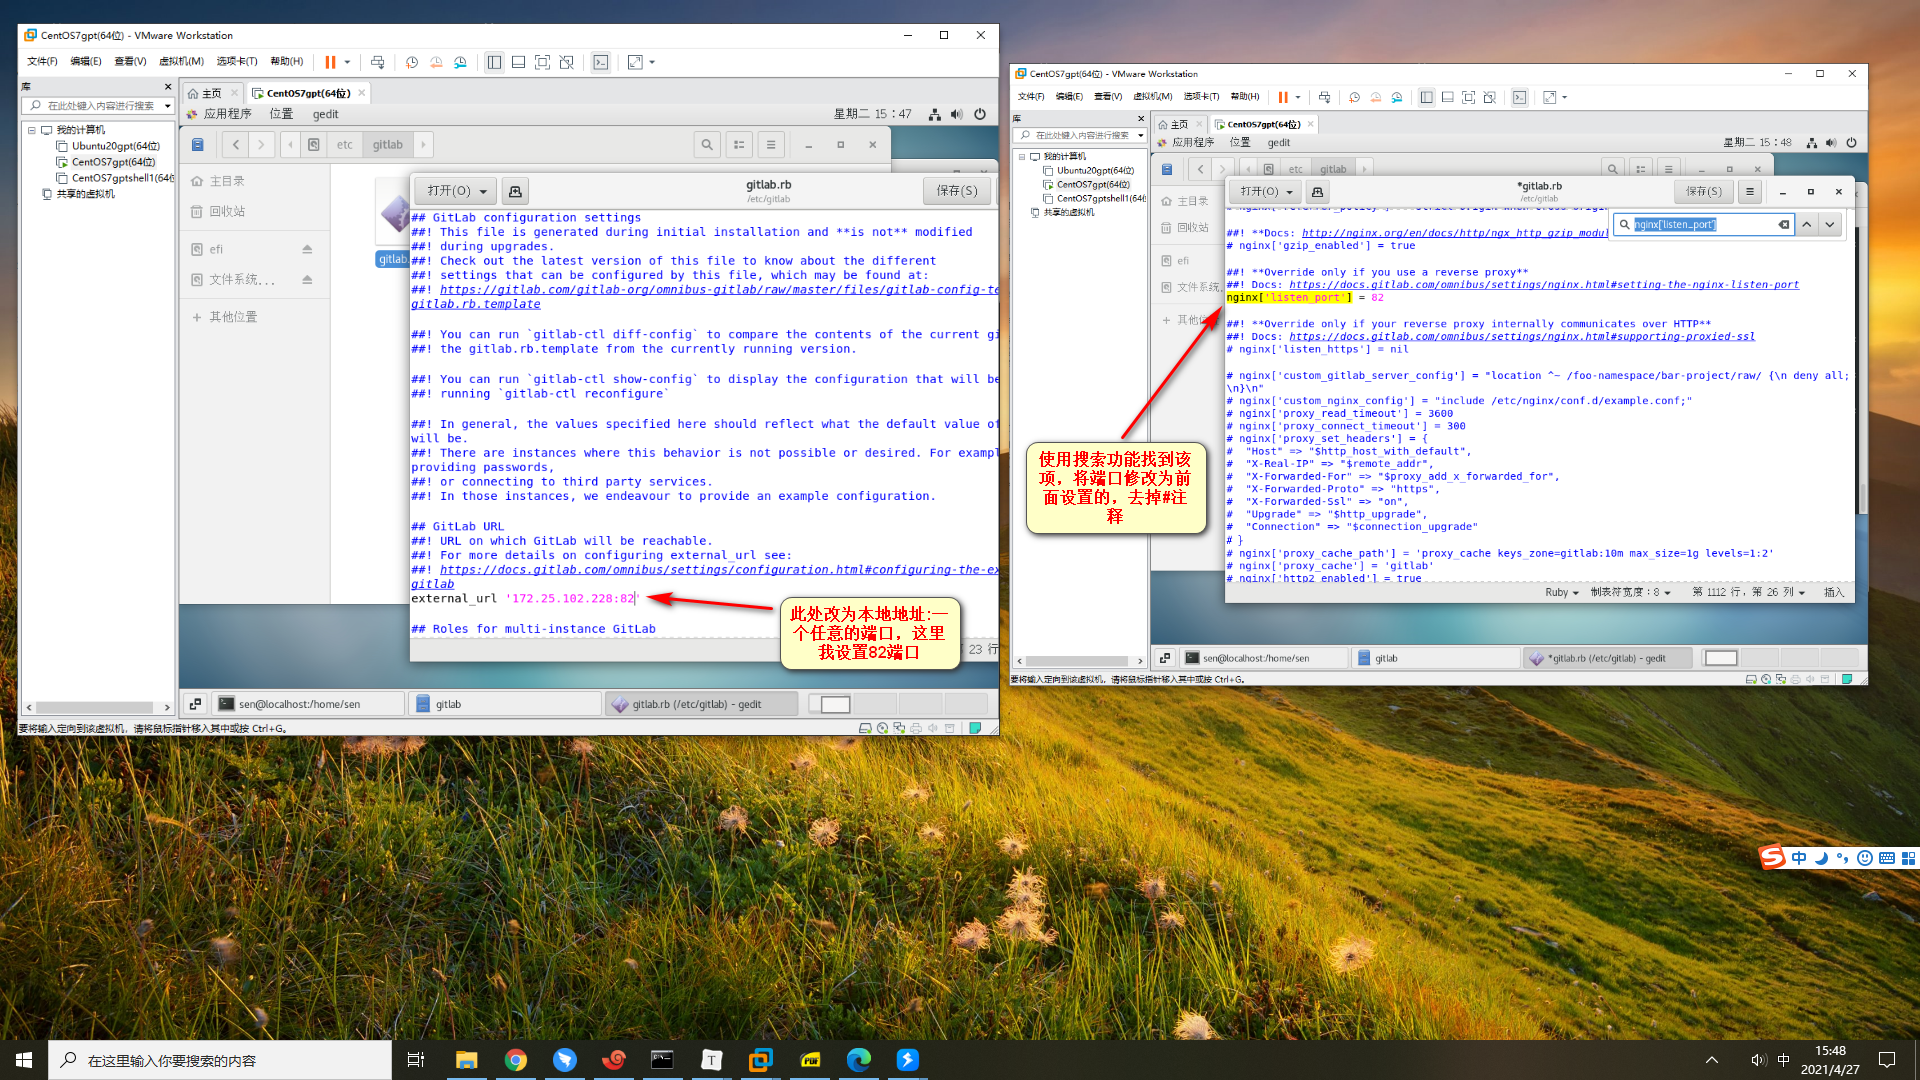 CentOS7gpt(64位) - VMware Workstation
文件(F) 编辑(E) 查看(V) 虚拟机(M) 选项卡(T) 帮助(H)
库
在此处键入内容进行搜索
我的计算机
Ubuntu20gpt(64位)
CentOS7gpt(64位)
CentOS7gptshell1(64位
共享的虚拟机
主页
CentOS7gpt(64位)
应用程序 位置 gedit
星期二 15：47
etc gitlab
主目录
回收站
efi
文件系统...
其他位置
gitlab.
打开(O)
gitlab.rb
/etc/gitlab
保存(S)
## GitLab configuration settings
##! This file is generated during initial installation and **is not** modified
##! during upgrades.
##! Check out the latest version of this file to know about the different
##! settings that can be configured by this file, which may be found at:
##! https://gitlab.com/gitlab-org/omnibus-gitlab/raw/master/files/gitlab-config-te
gitlab.rb.template
##! You can run `gitlab-ctl diff-config` to compare the contents of the current gi
##! the gitlab.rb.template from the currently running version.
##! You can run `gitlab-ctl show-config` to display the configuration that will be
##! running `gitlab-ctl reconfigure`
##! In general, the values specified here should reflect what the default value of
will be.
##! There are instances where this behavior is not possible or desired. For exampl
providing passwords,
##! or connecting to third party services.
##! In those instances, we endeavour to provide an example configuration.
## GitLab URL
##! URL on which GitLab will be reachable.
##! For more details on configuring external_url see:
##! https://docs.gitlab.com/omnibus/settings/configuration.html#configuring-the-ex
gitlab
external_url '172.25.102.228:82'
## Roles for multi-instance GitLab
23 行
此处改为本地地址:一
个任意的端口，这里
我设置82端口
sen@localhost:/home/sen
gitlab
gitlab.rb (/etc/gitlab) - gedit
要将输入定向到该虚拟机，请将鼠标指针移入其中或按 Ctrl+G。
CentOS7gpt(64位) - VMware Workstation
文件(F) 编辑(E) 查看(V) 虚拟机(M) 选项卡(T) 帮助(H)
库
在此处键入内容进行搜索
我的计算机
Ubuntu20gpt(64位)
CentOS7gpt(64位)
CentOS7gptshell1(64位
共享的虚拟机
主页
CentOS7gpt(64位)
应用程序 位置 gedit
星期二 15：48
etc gitlab
主目录
回收站
efi
文件系统.
其他位
打开(O)
*gitlab.rb
/etc/gitlab
保存(S)
nginx['listen_port']
##! **Docs: http://nginx.org/en/docs/http/ngx_http_gzip_modul
# nginx['gzip_enabled'] = true
##! **Override only if you use a reverse proxy**
##! Docs: https://docs.gitlab.com/omnibus/settings/nginx.html#setting-the-nginx-listen-port
nginx['listen_port'] = 82
##! **Override only if your reverse proxy internally communicates over HTTP**
##! Docs: https://docs.gitlab.com/omnibus/settings/nginx.html#supporting-proxied-ssl
# nginx['listen_https'] = nil
# nginx['custom_gitlab_server_config'] = "location ^~ /foo-namespace/bar-project/raw/ {\n deny all;
\n}\n"
# nginx['custom_nginx_config'] = "include /etc/nginx/conf.d/example.conf;"
# nginx['proxy_read_timeout'] = 3600
# nginx['proxy_connect_timeout'] = 300
# nginx['proxy_set_headers'] = {
#  "Host" => "$http_host_with_default",
#  "X-Real-IP" => "$remote_addr",
#  "X-Forwarded-For" => "$proxy_add_x_forwarded_for",
#  "X-Forwarded-Proto" => "https",
#  "X-Forwarded-Ssl" => "on",
#  "Upgrade" => "$http_upgrade",
#  "Connection" => "$connection_upgrade"
# }
# nginx['proxy_cache_path'] = 'proxy_cache keys_zone=gitlab:10m max_size=1g levels=1:2'
# nginx['proxy_cache'] = 'gitlab'
# nginx['http2_enabled'] = true
Ruby 制表符宽度：8 第 1112 行，第 26 列 插入
使用搜索功能找到该
项，将端口修改为前
面设置的，去掉#注
释
sen@localhost:/home/sen
gitlab
*gitlab.rb (/etc/gitlab) - gedit
要将输入定向到该虚拟机，请将鼠标指针移入其中或按 Ctrl+G。
中
在这里输入你要搜索的内容
T
PDF
中
15:48
2021/4/27